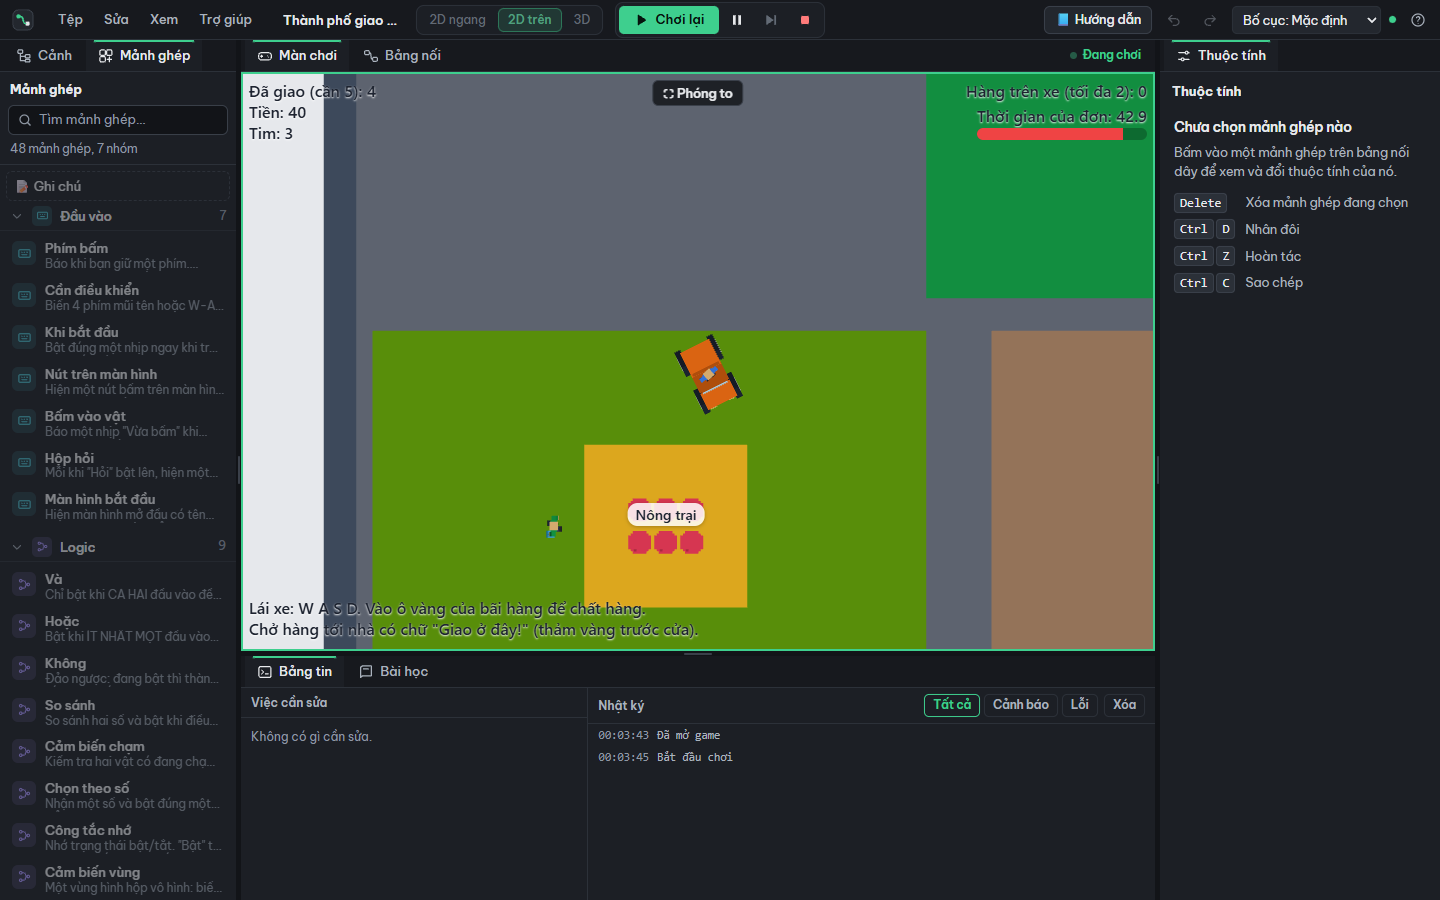 Tệp
Sửa
Xem
Trợ giúp
Thành phố giao ...
2D ngang
2D trên
3D
Chơi lại
Hướng dẫn
Bố cục: Mặc định
Cảnh
Mảnh ghép
Màn chơi
Bảng nối
Đang chơi
Thuộc tính
Mảnh ghép
Tìm mảnh ghép...
48 mảnh ghép, 7 nhóm
Ghi chú
Đầu vào 7
Phím bấm
Báo khi bạn giữ một phím....
Cần điều khiển
Biến 4 phím mũi tên hoặc W-A...
Khi bắt đầu
Bật đúng một nhịp ngay khi tr...
Nút trên màn hình
Hiện một nút bấm trên màn hìn...
Bấm vào vật
Báo một nhịp "Vừa bấm" khi...
Hộp hỏi
Mỗi khi "Hỏi" bật lên, hiện một...
Màn hình bắt đầu
Hiện màn hình mở đầu có tên...
Logic 9
Và
Chỉ bật khi CẢ HAI đầu vào đề...
Hoặc
Bật khi ÍT NHẤT MỘT đầu vào...
Không
Đảo ngược: đang bật thì thàn...
So sánh
So sánh hai số và bật khi điều...
Cảm biến chạm
Kiểm tra hai vật có đang chạ...
Chọn theo số
Nhận một số và bật đúng một...
Công tắc nhớ
Nhớ trạng thái bật/tắt. "Bật" t...
Cảm biến vùng
Một vùng hình hộp vô hình: biế...
Đã giao (cần 5): 4
Tiền: 40
Tim: 3
Phóng to
Hàng trên xe (tối đa 2): 0
Thời gian của đơn: 42.9
Nông trại
Lái xe: W A S D. Vào ô vàng của bãi hàng để chất hàng.
Chở hàng tới nhà có chữ "Giao ở đây!" (thảm vàng trước cửa).
Bảng tin
Bài học
Việc cần sửa
Không có gì cần sửa.
Nhật ký
Tất cả
Cảnh báo
Lỗi
Xóa
00:03:43 Đã mở game
00:03:45 Bắt đầu chơi
Thuộc tính
Chưa chọn mảnh ghép nào
Bấm vào một mảnh ghép trên bảng nối
dây để xem và đổi thuộc tính của nó.
Delete Xóa mảnh ghép đang chọn
Ctrl D Nhân đôi
Ctrl Z Hoàn tác
Ctrl C Sao chép